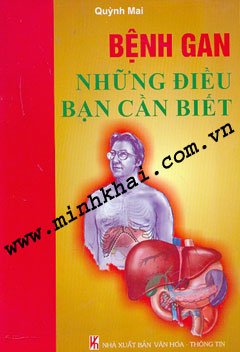 Quỳnh Mai
BỆNH GAN
NHỮNG ĐIỀU
BẠN CẦN BIẾT
www.minhkhai.com.vn
NHÀ XUẤT BẢN VĂN HÓA - THÔNG TIN